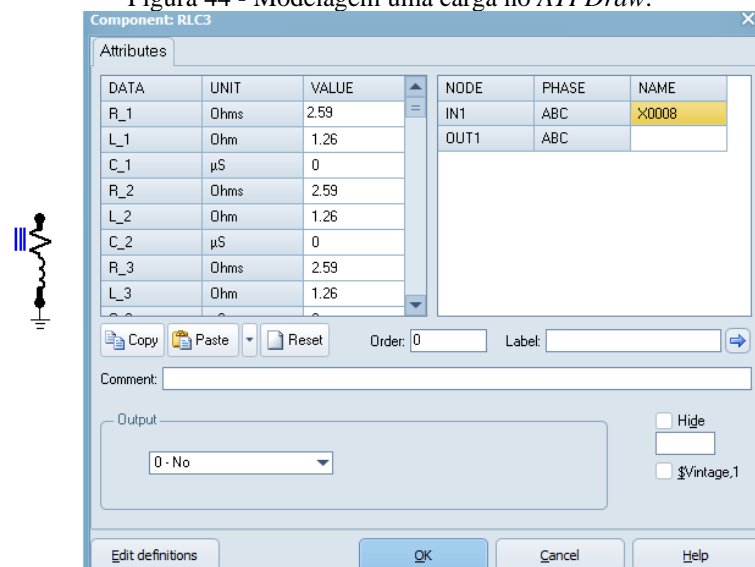 Figura 44 - Modelagem uma carga no ATPDraw.
Component: RLC3
Attributes
DATA UNIT VALUE
R_1 Ohms 2.59
L_1 Ohm 1.26
C_1 µS 0
R_2 Ohms 2.59
L_2 Ohm 1.26
C_2 µS 0
R_3 Ohms 2.59
L_3 Ohm 1.26
NODE PHASE NAME
IN1 ABC X0008
OUT1 ABC
Copy Paste Reset Order: 0 Label:
Comment:
Output
0 - No
Hide
$Vintage,1
Edit definitions OK Cancel Help